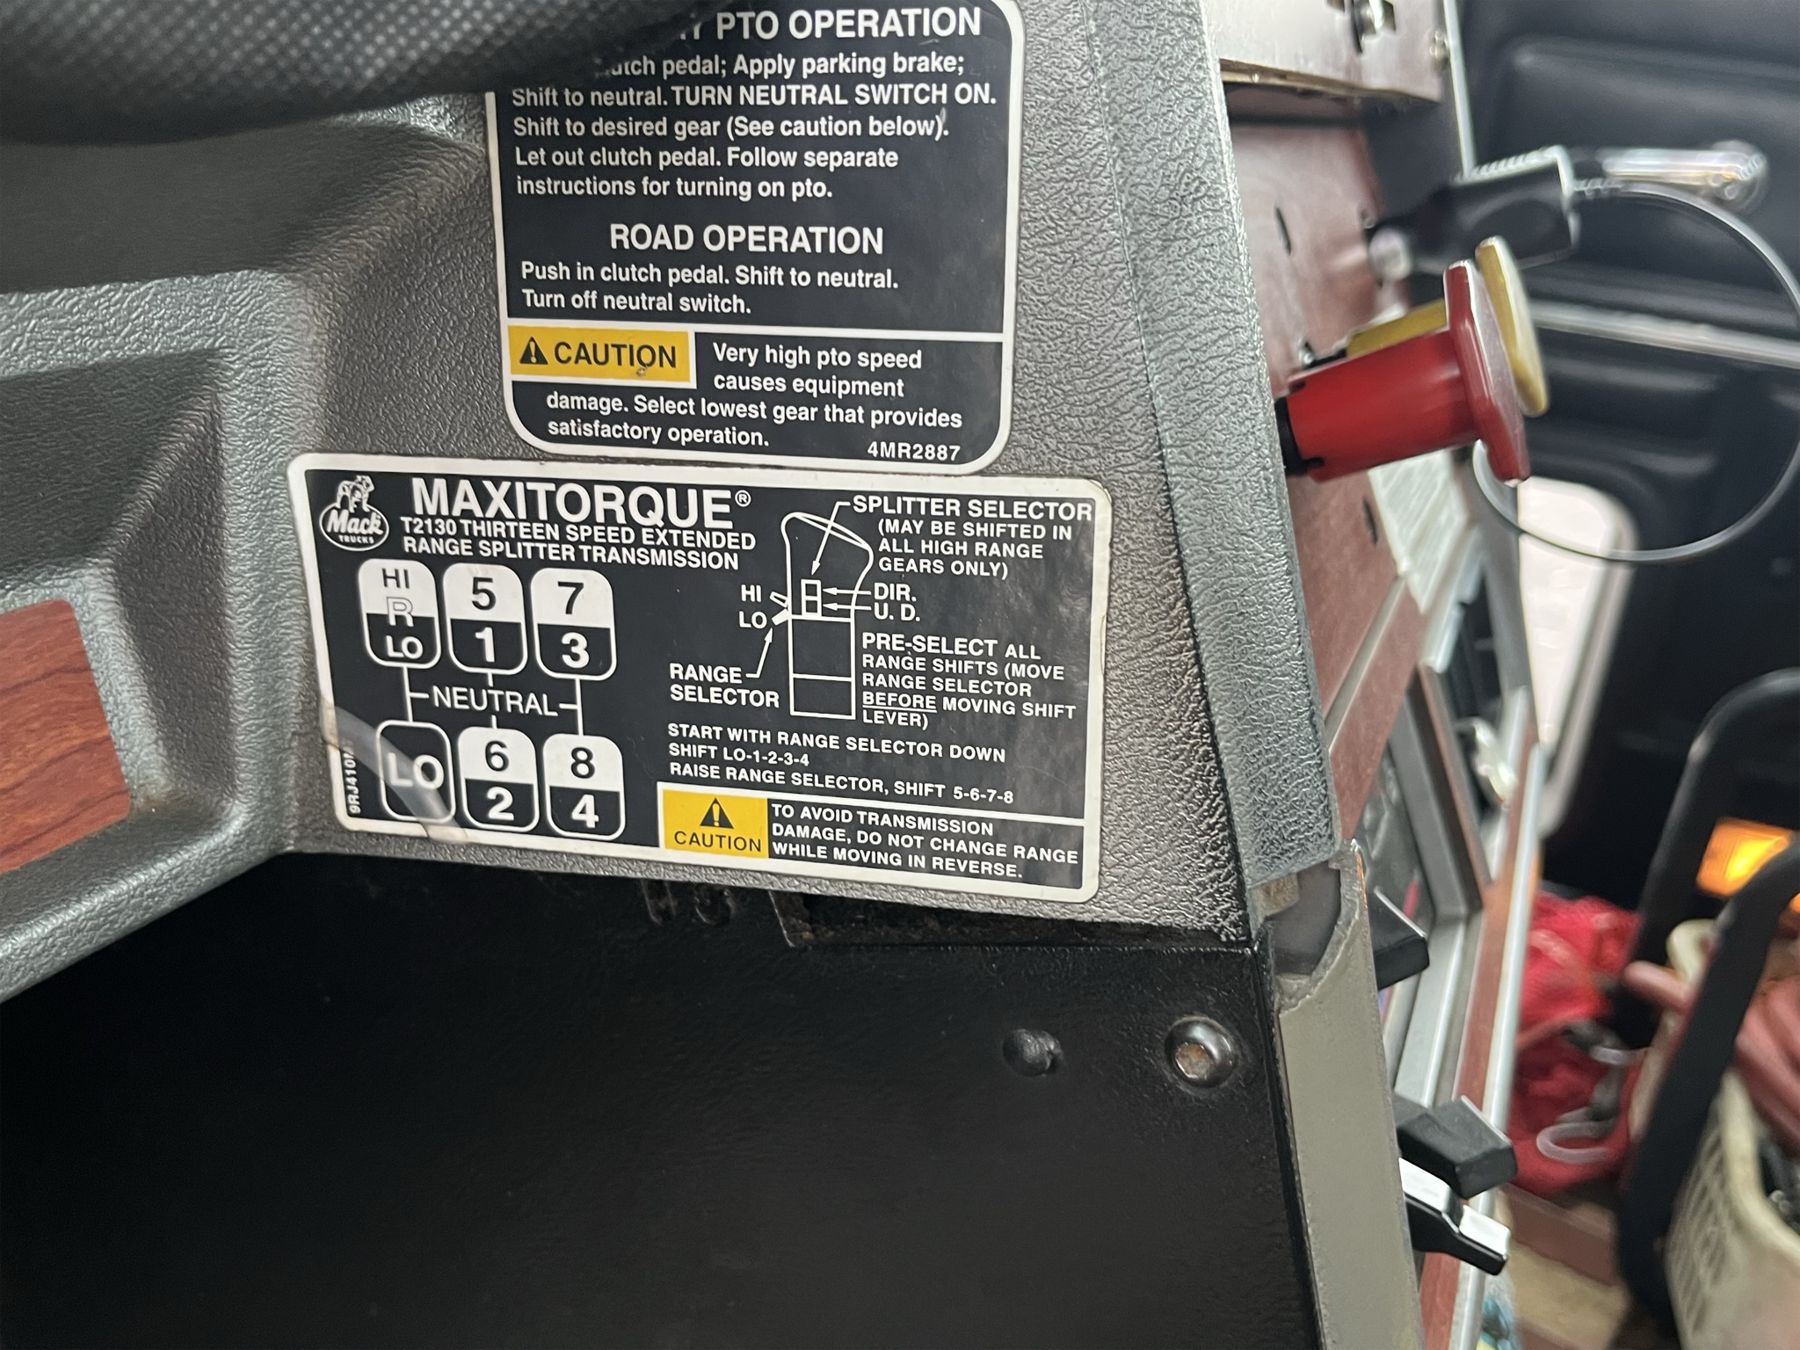 PTO OPERATION
clutch pedal; Apply parking brake;
Shift to neutral. TURN NEUTRAL SWITCH ON.
Shift to desired gear (See caution below).
Let out clutch pedal. Follow separate
instructions for turning on pto.
ROAD OPERATION
Push in clutch pedal. Shift to neutral.
Turn off neutral switch.
CAUTION
Very high pto speed
causes equipment
damage. Select lowest gear that provides
satisfactory operation.
4MR2887
Mack
TRUCKS
MAXITORQUE®
T2130 THIRTEEN SPEED EXTENDED
RANGE SPLITTER TRANSMISSION
HI
R
LO
5
1
7
3
NEUTRAL
LO
6
2
8
4
SPLITTER SELECTOR
(MAY BE SHIFTED IN
ALL HIGH RANGE
GEARS ONLY)
HI
LO
DIR.
U. D.
RANGE
SELECTOR
PRE-SELECT ALL
RANGE SHIFTS (MOVE
RANGE SELECTOR
BEFORE MOVING SHIFT
LEVER)
START WITH RANGE SELECTOR DOWN
SHIFT LO-1-2-3-4
RAISE RANGE SELECTOR, SHIFT 5-6-7-8
CAUTION
TO AVOID TRANSMISSION
DAMAGE, DO NOT CHANGE RANGE
WHILE MOVING IN REVERSE.